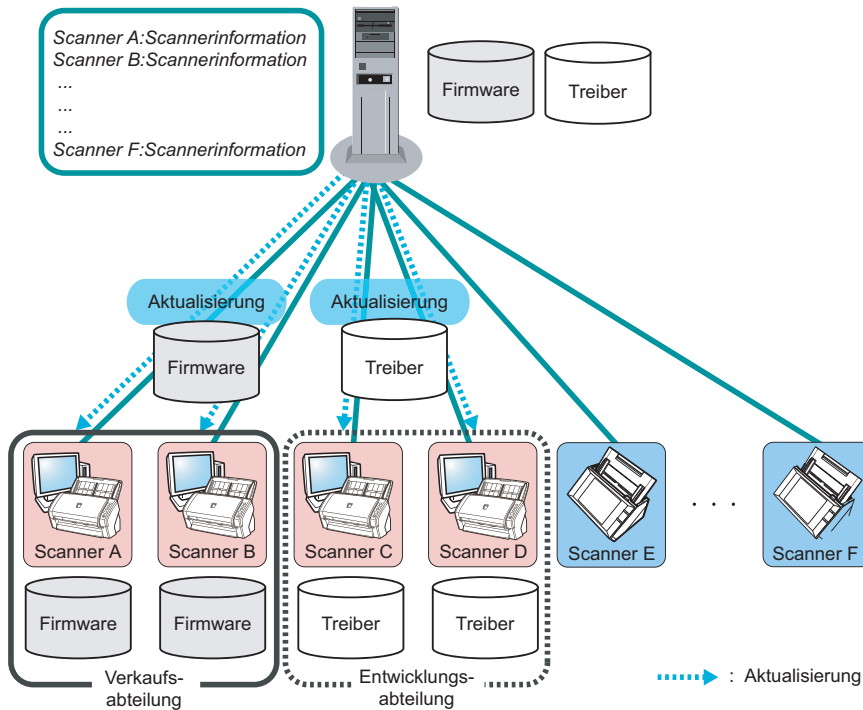 Scanner A:Scannerinformation
Scanner B:Scannerinformation
...
...
...
Scanner F:Scannerinformation
Firmware
Treiber
Aktualisierung
Aktualisierung
Firmware
Treiber
Scanner A
Scanner B
Scanner C
Scanner D
Scanner E
. . .
Scanner F
Firmware
Firmware
Treiber
Treiber
Verkaufs-
abteilung
Entwicklungs-
abteilung
: Aktualisierung